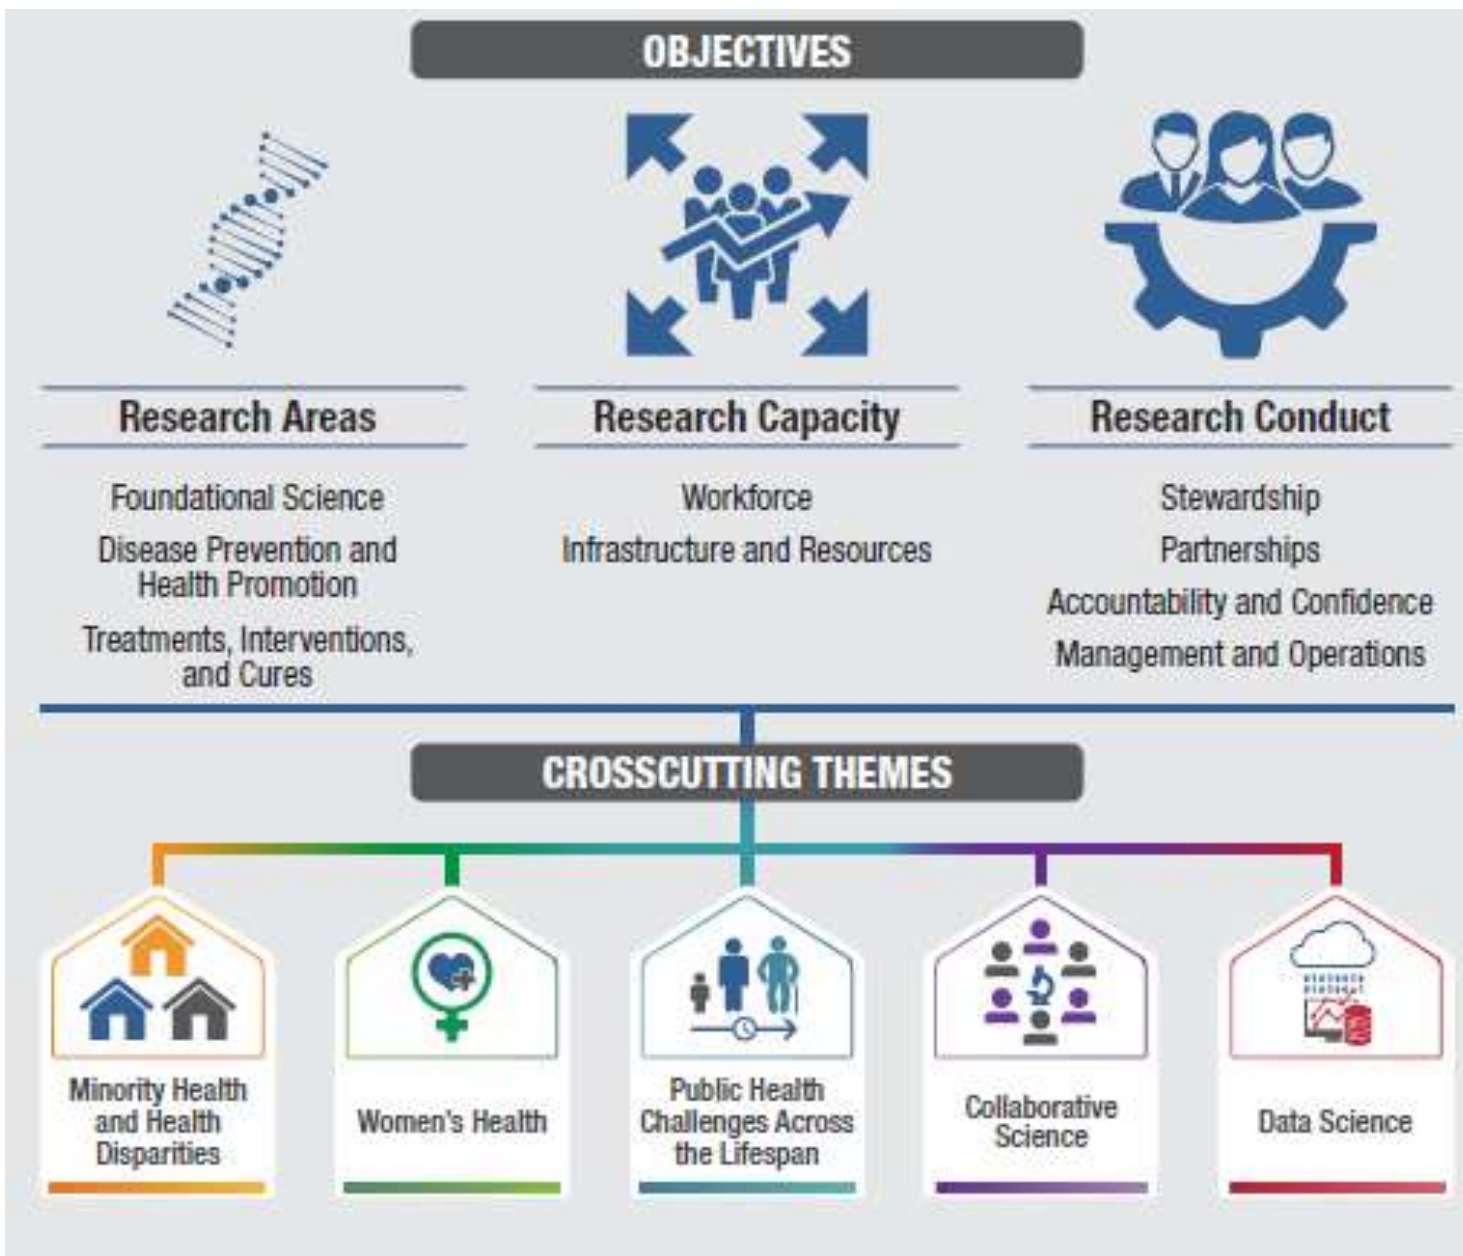 OBJECTIVES
Research Areas
Foundational Science
Disease Prevention and
Health Promotion
Treatments, Interventions,
and Cures
Research Capacity
Workforce
Infrastructure and Resources
Research Conduct
Stewardship
Partnerships
Accountability and Confidence
Management and Operations
CROSSCUTTING THEMES
Minority Health
and Health
Disparities
Women's Health
Public Health
Challenges Across
the Lifespan
Collaborative
Science
Data Science